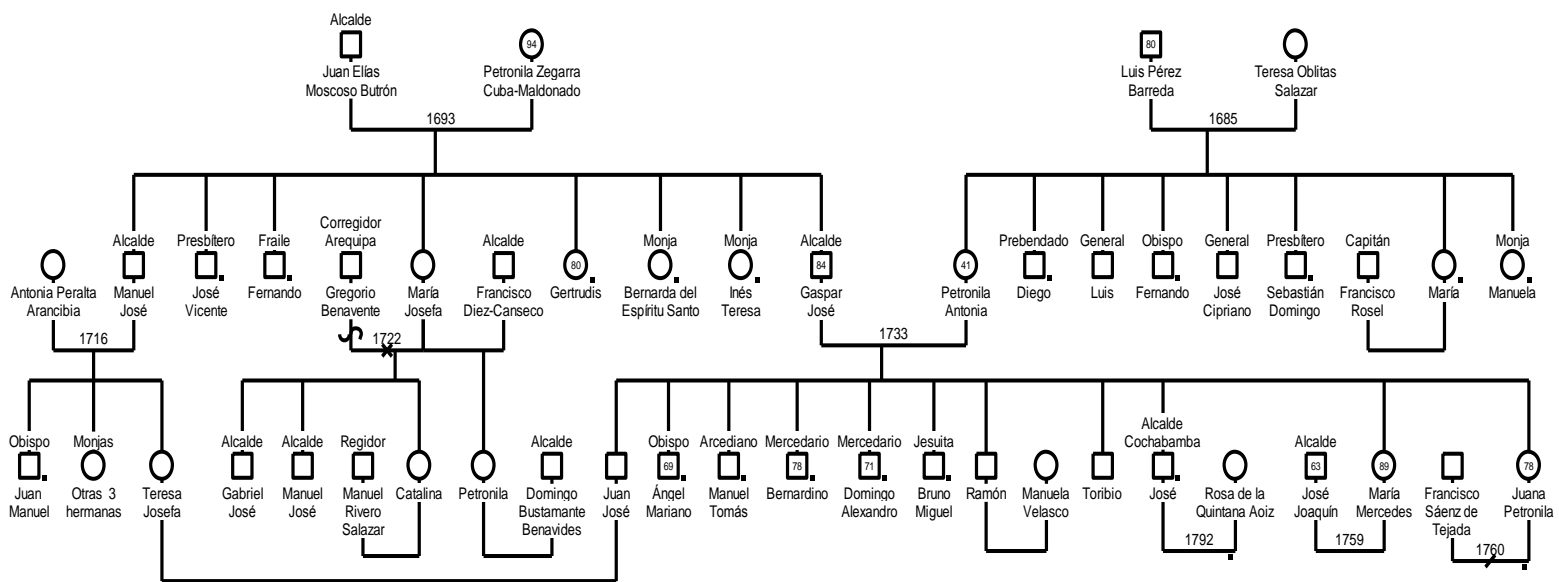 Alcalde
94
80
Juan Elías
Moscoso Butrón
Petronila Zegarra
Cuba-Maldonado
Luis Pérez
Barreda
Teresa Oblitas
Salazar
1693
1685
Antonia Peralta
Arancibia
Alcalde
Manuel
José
Presbítero
José
Vicente
Fraile
Fernando
Corregidor
Arequipa
Gregorio
Benavente
María
Josefa
Alcalde
Francisco
Diez-Canseco
80
Gertrudis
Monja
Bernarda del
Espíritu Santo
Monja
Inés
Teresa
Alcalde
84
Gaspar
José
41
Petronila
Antonia
Prebendado
Diego
General
Luis
Obispo
Fernando
General
José
Cipriano
Presbítero
Sebastián
Domingo
Capitán
Francisco
Rosel
María
Monja
Manuela
1716
1722
1733
Obispo
Juan
Manuel
Monjas
Otras 3
hermanas
Teresa
Josefa
Alcalde
Gabriel
José
Alcalde
Manuel
José
Regidor
Manuel
Rivero
Salazar
Catalina
Petronila
Alcalde
Domingo
Bustamante
Benavides
Juan
José
Obispo
69
Ángel
Mariano
Arcediano
Manuel
Tomás
Mercedario
78
Bernardino
Mercedario
71
Domingo
Alexandro
Jesuita
Bruno
Miguel
Ramón
Manuela
Velasco
Toribio
Alcalde
Cochabamba
José
Rosa de la
Quintana Aoiz
Alcalde
63
José
Joaquín
89
María
Mercedes
Francisco
Sáenz de
Tejada
78
Juana
Petronila
1792
1759
1760